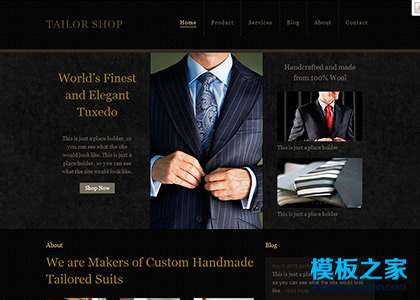 TAILOR SHOP
Home Product Services Blog About Contact
World's Finest
and Elegant
Tuxedo
This is just a place holder, so
you can see what the site
would look like. This is just a
place holder, so you can see
what the site would look like.
Shop Now
Handcrafted and made
from 100% Wool
This is just a place holder
This is just a place holder
About
We are Makers of Custom Handmade
Tailored Suits
Blog
This is just a place holder, so
模板之家